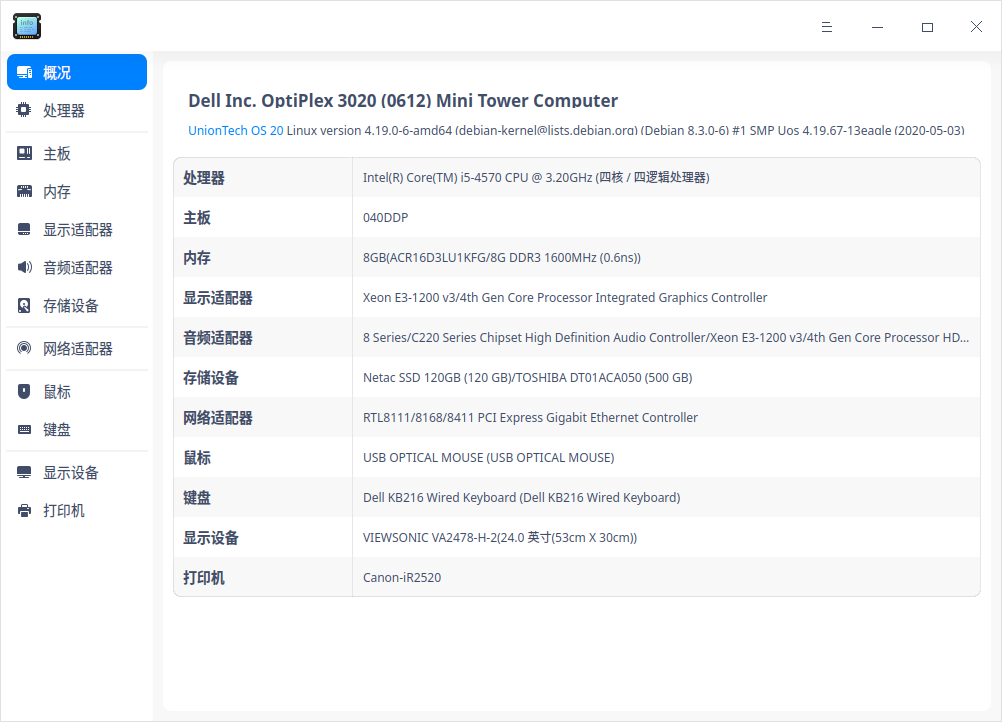 info
概况
处理器
主板
内存
显示适配器
音频适配器
存储设备
网络适配器
鼠标
键盘
显示设备
打印机
Dell Inc. OptiPlex 3020 (0612) Mini Tower Computer
UnionTech OS 20 Linux version 4.19.0-6-amd64 (debian-kernel@lists.debian.org) (Debian 8.3.0-6) #1 SMP Uos 4.19.67-13eagle (2020-05-03)
处理器 Intel(R) Core(TM) i5-4570 CPU @ 3.20GHz (四核 / 四逻辑处理器)
主板 040DDP
内存 8GB(ACR16D3LU1KFG/8G DDR3 1600MHz (0.6ns))
显示适配器 Xeon E3-1200 v3/4th Gen Core Processor Integrated Graphics Controller
音频适配器 8 Series/C220 Series Chipset High Definition Audio Controller/Xeon E3-1200 v3/4th Gen Core Processor HD...
存储设备 Netac SSD 120GB (120 GB)/TOSHIBA DT01ACA050 (500 GB)
网络适配器 RTL8111/8168/8411 PCI Express Gigabit Ethernet Controller
鼠标 USB OPTICAL MOUSE (USB OPTICAL MOUSE)
键盘 Dell KB216 Wired Keyboard (Dell KB216 Wired Keyboard)
显示设备 VIEWSONIC VA2478-H-2(24.0 英寸(53cm X 30cm))
打印机 Canon-iR2520